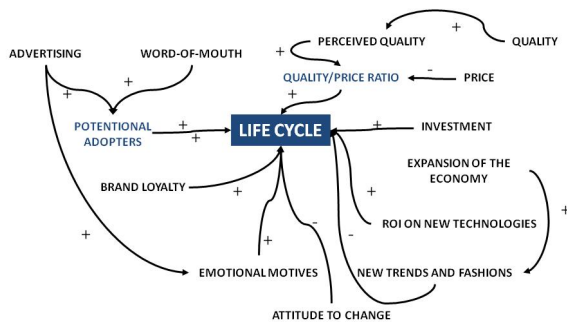 PERCEIVED QUALITY
QUALITY
ADVERTISING
WORD-OF-MOUTH
QUALITY/PRICE RATIO
PRICE
POTENTIONAL
ADOPTERS
LIFE CYCLE
INVESTMENT
EXPANSION OF THE
ECONOMY
BRAND LOYALTY
ROI ON NEW TECHNOLOGIES
EMOTIONAL MOTIVES
NEW TRENDS AND FASHIONS
ATTITUDE TO CHANGE
+
+
+
+
-
+
+
+
+
+
+
+
+
+
-
-
+